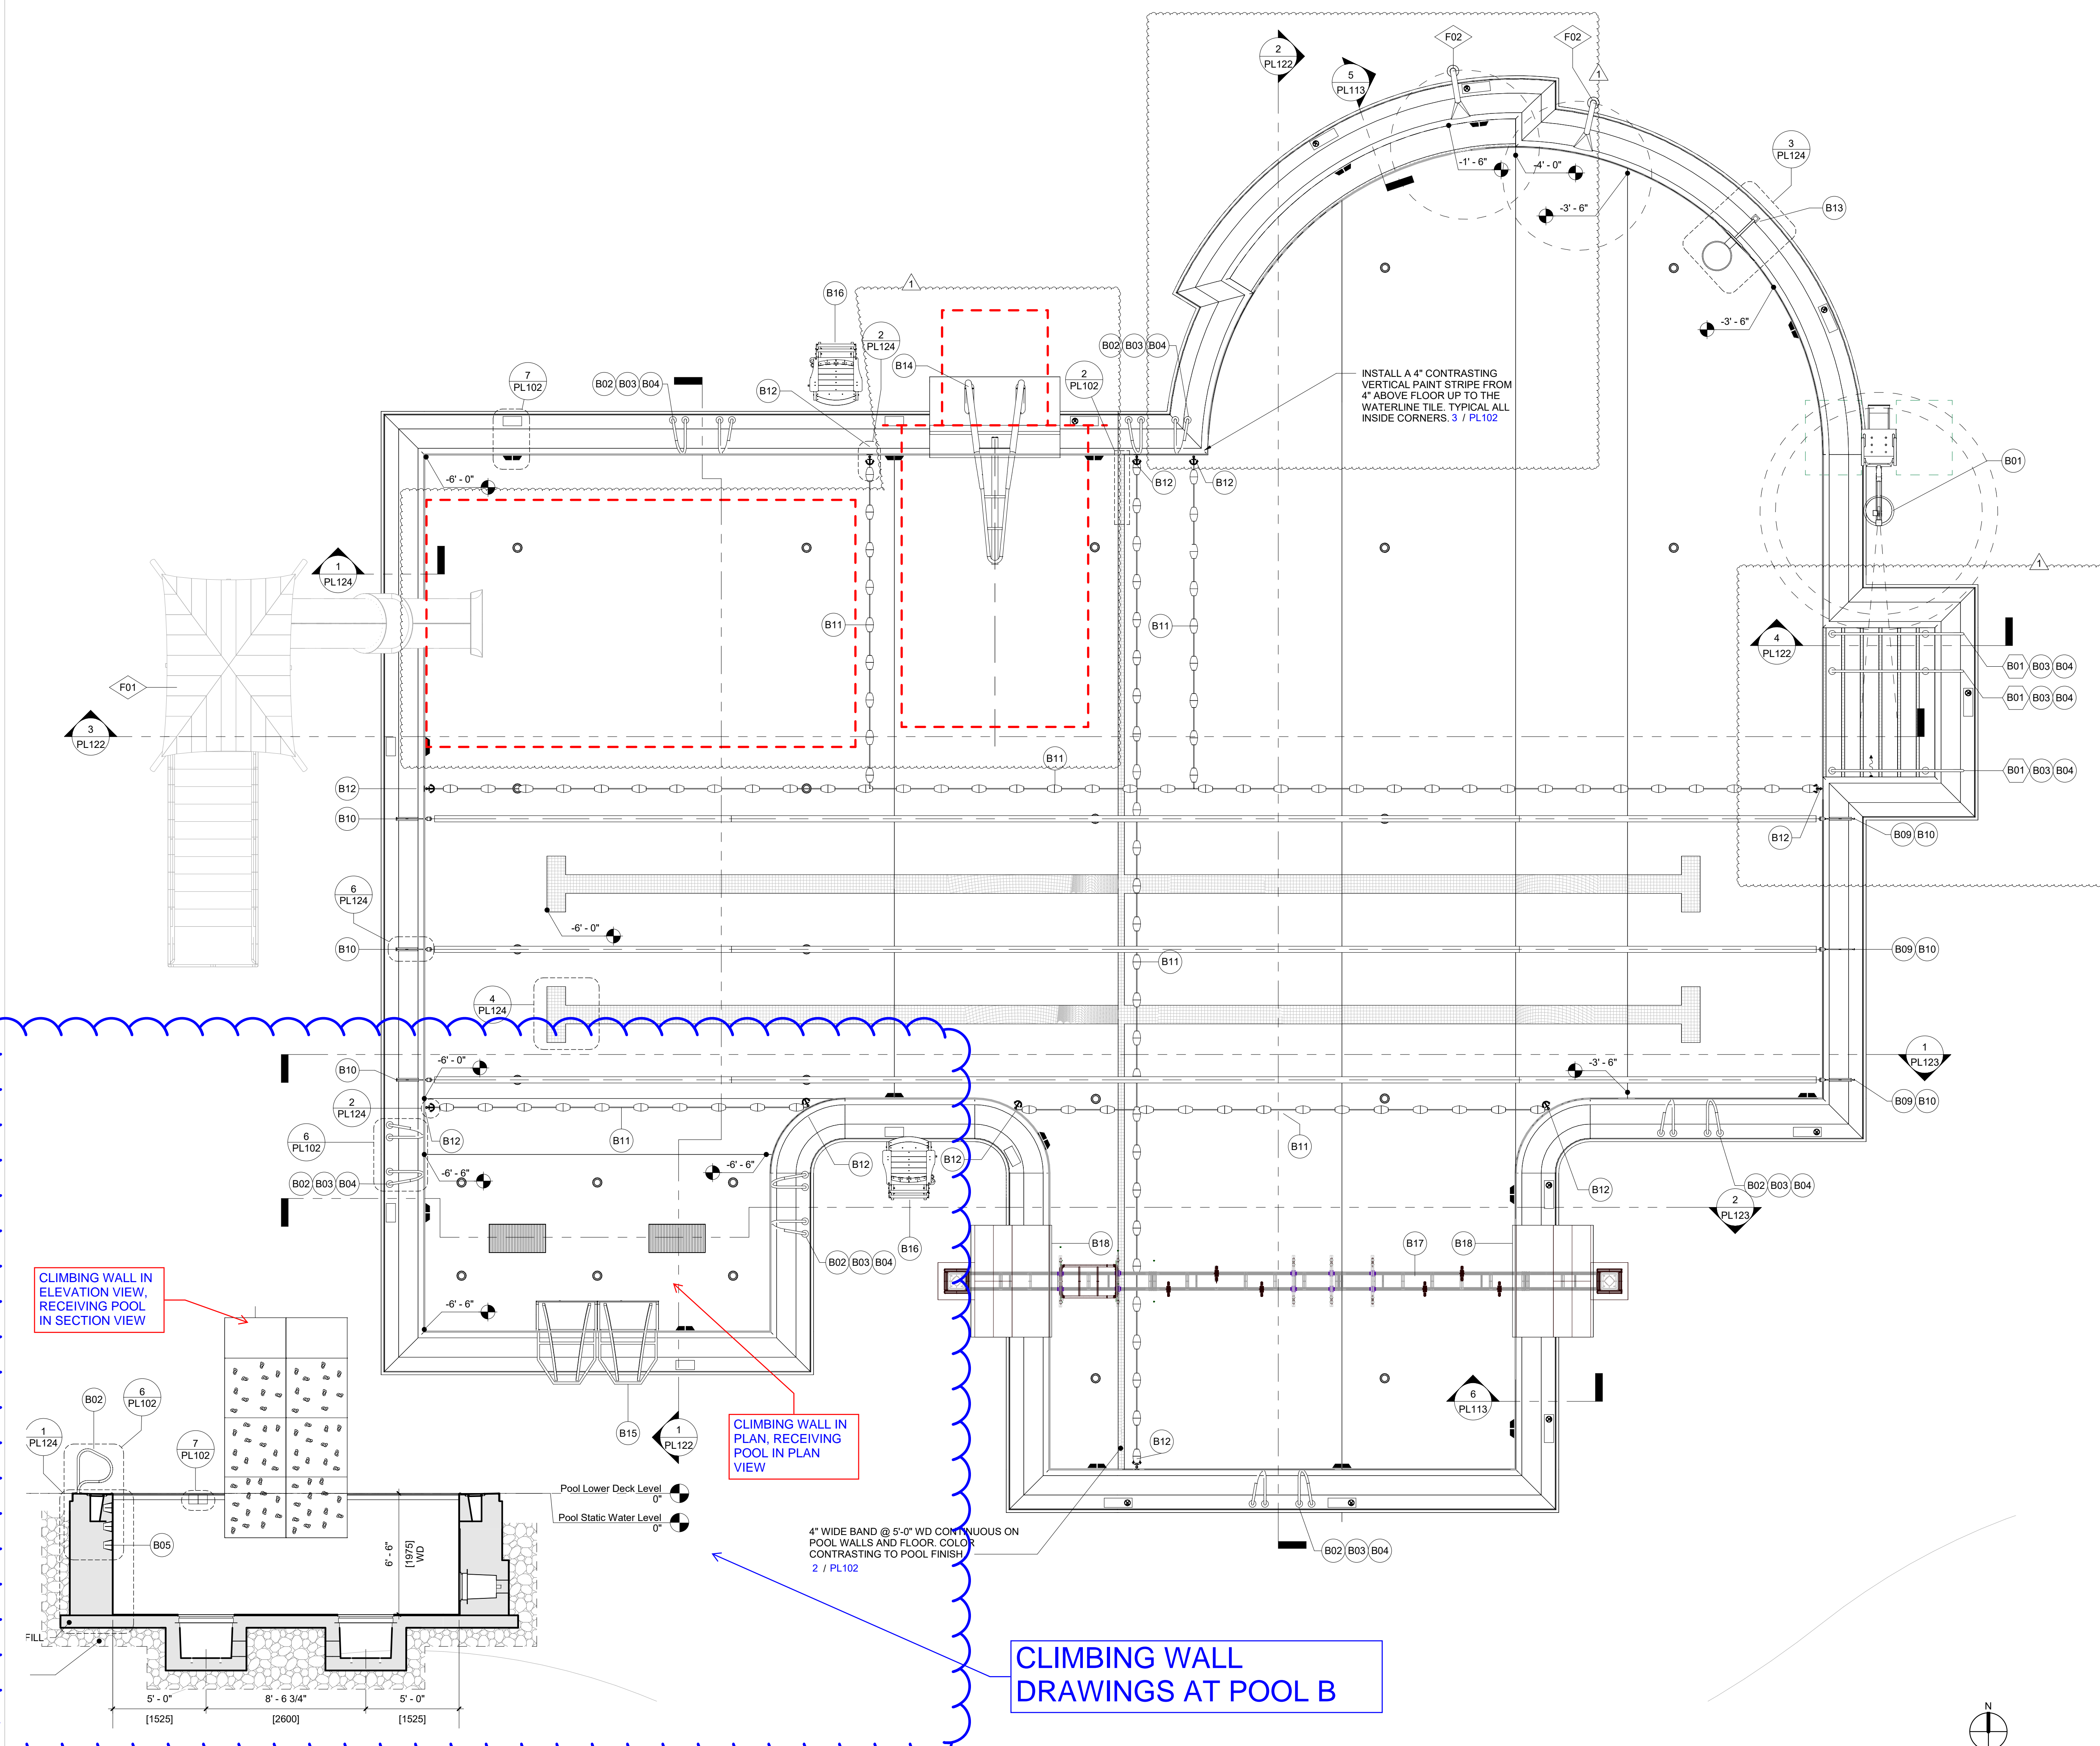 2
PL122
5
PL113
F02
F02
1
3
PL124
B13
-1' - 6"
-4' - 0"
-3' - 6"
-3' - 6"
1
B16
2
PL124
B14
B02 B03 B04
2
PL102
7
PL102
B02 B03 B04
B12
INSTALL A 4" CONTRASTING
VERTICAL PAINT STRIPE FROM
4" ABOVE FLOOR UP TO THE
WATERLINE TILE. TYPICAL ALL
INSIDE CORNERS. 3 / PL102
-6' - 0"
B12
B12
B01
1
PL124
1
B11
B11
4
PL122
B01 B03 B04
B01 B03 B04
B01 B03 B04
F01
3
PL122
B11
B12
B10
B12
B09 B10
6
PL124
-6' - 0"
B10
B11
B09 B10
4
PL124
-6' - 0"
B10
-3' - 6"
1
PL123
B09 B10
2
PL124
B12
B11
B11
6
PL102
-6' - 6"
-6' - 6"
B12
B12
B02 B03 B04
B12
B02 B03 B04
2
PL123
B02 B03 B04
B16
B18
B17
B18
CLIMBING WALL IN
ELEVATION VIEW,
RECEIVING POOL
IN SECTION VIEW
-6' - 6"
B02
6
PL102
1
PL124
7
PL102
B15
1
PL122
CLIMBING WALL IN
PLAN, RECEIVING
POOL IN PLAN
VIEW
6
PL113
B12
Pool Lower Deck Level
0"
Pool Static Water Level
0"
4" WIDE BAND @ 5'-0" WD CONTINUOUS ON
POOL WALLS AND FLOOR. COLOR
CONTRASTING TO POOL FINISH
2 / PL102
B02 B03 B04
B05
6' - 6"
[1975]
WD
FILL
5' - 0"
8' - 6 3/4"
5' - 0"
[1525]
[2600]
[1525]
CLIMBING WALL
DRAWINGS AT POOL B
N